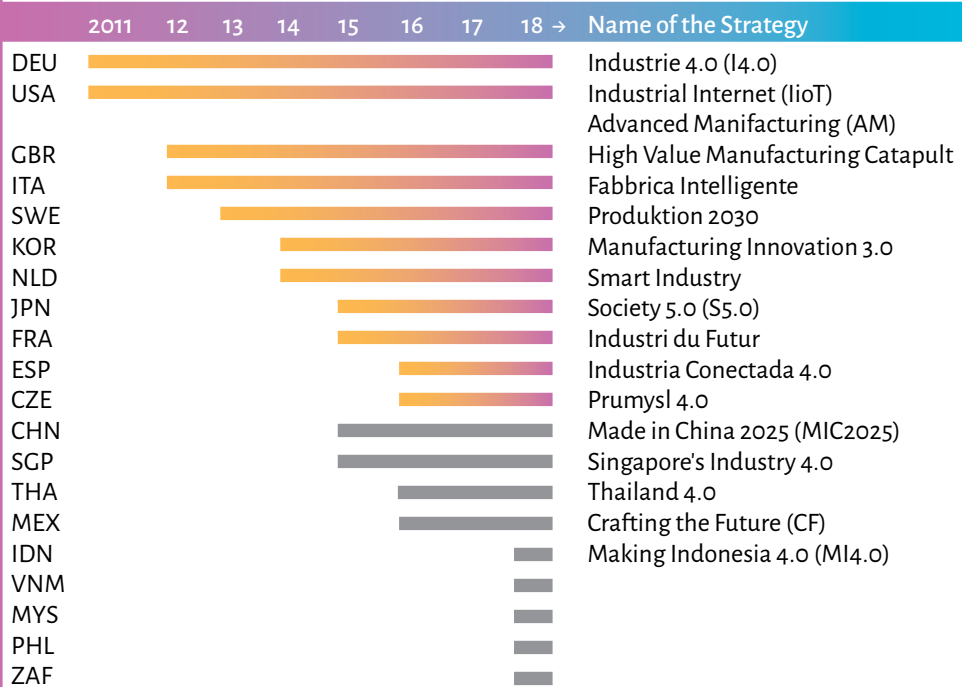 2011 12 13 14 15 16 17 18 → Name of the Strategy
DEU Industrie 4.0 (I4.0)
USA Industrial Internet (IioT)
Advanced Manifacturing (AM)
GBR High Value Manufacturing Catapult
ITA Fabbrica Intelligente
SWE Produktion 2030
KOR Manufacturing Innovation 3.0
NLD Smart Industry
JPN Society 5.0 (S5.0)
FRA Industri du Futur
ESP Industria Conectada 4.0
CZE Prumysl 4.0
CHN Made in China 2025 (MIC2025)
SGP Singapore's Industry 4.0
THA Thailand 4.0
MEX Crafting the Future (CF)
IDN Making Indonesia 4.0 (MI4.0)
VNM
MYS
PHL
ZAF